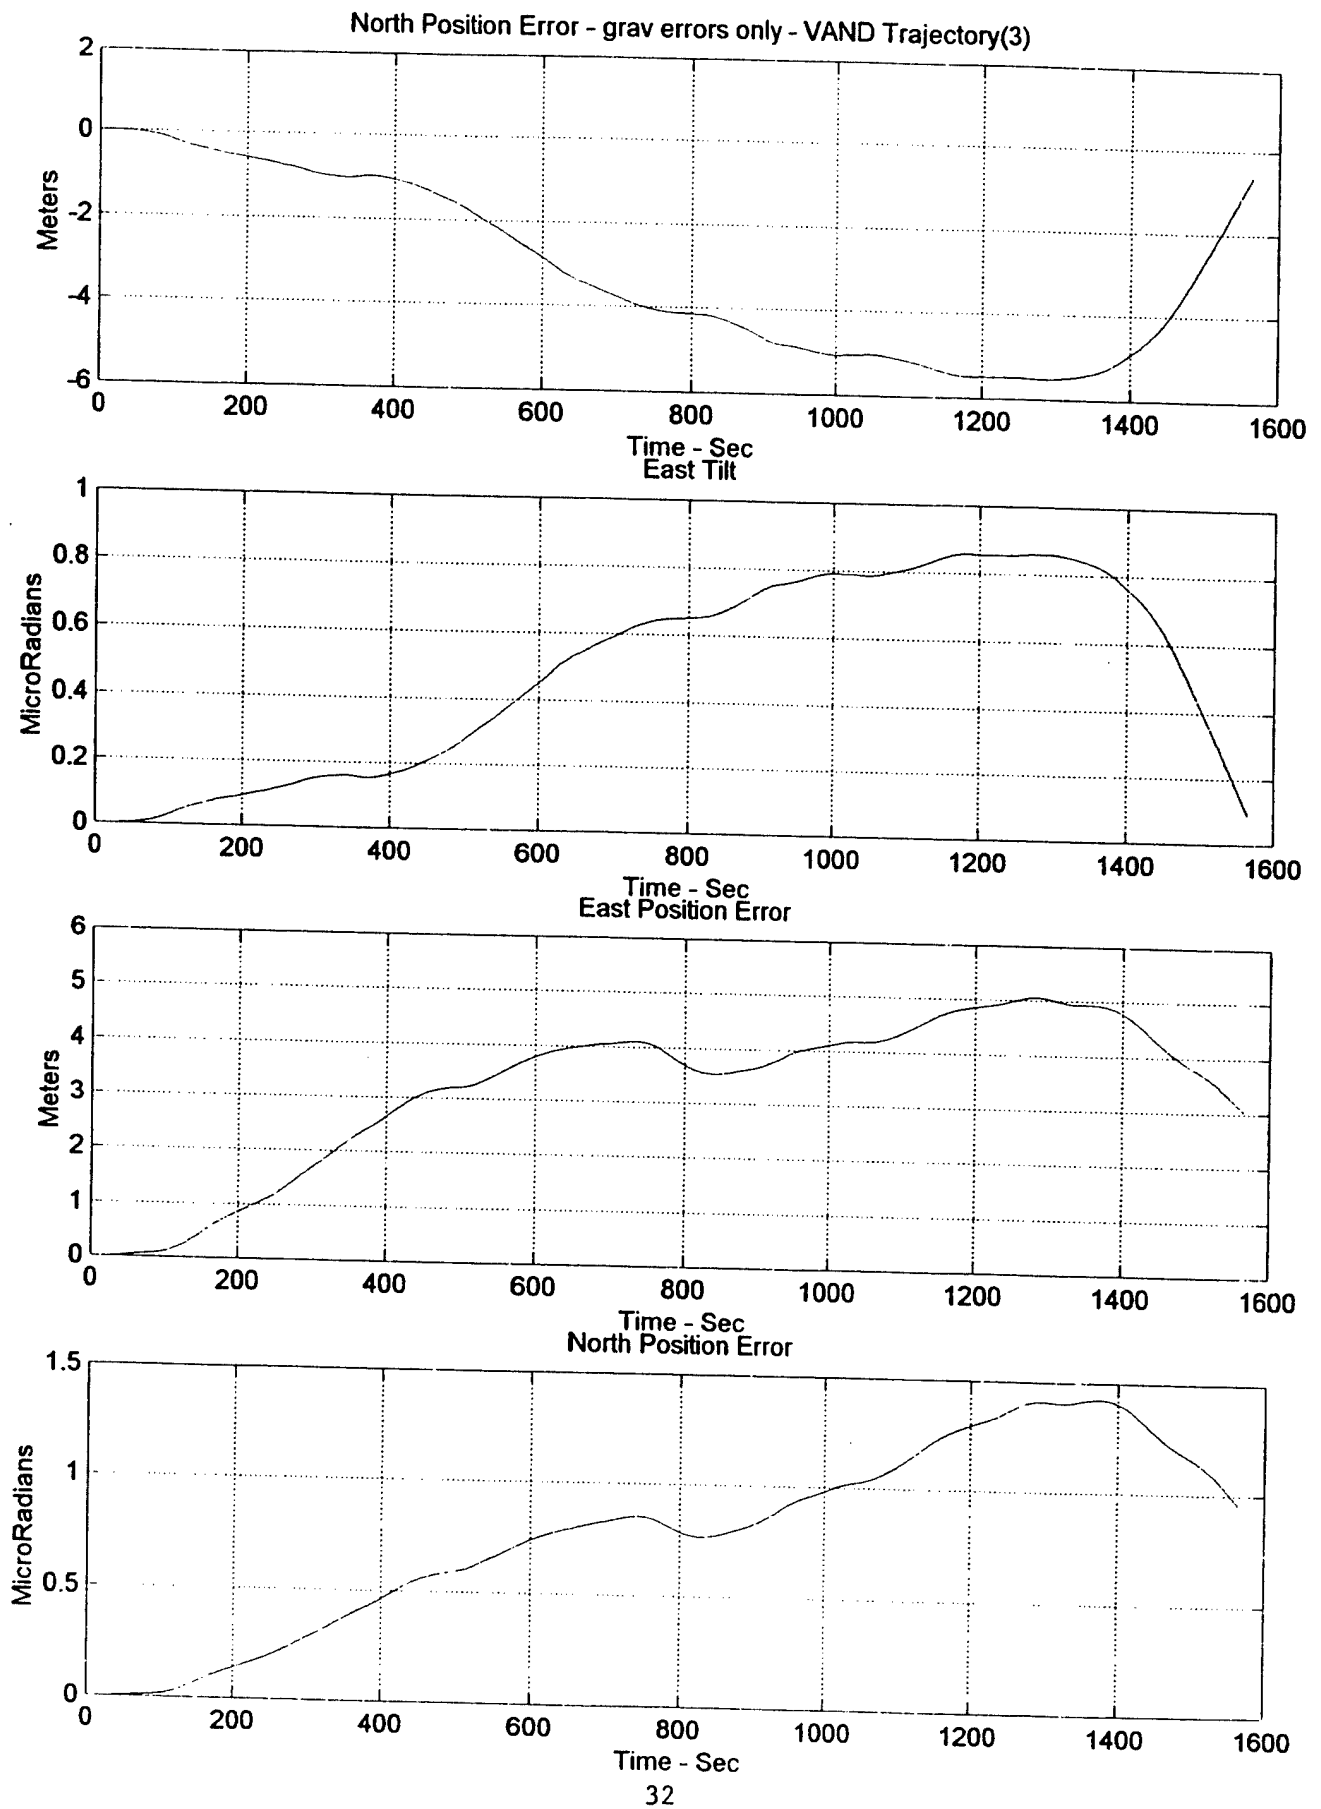 North Position Error - grav errors only - VAND Trajectory(3)
2
0
-2
-4
-6
Meters
0 200 400 600 800 1000 1200 1400 1600
Time - Sec
East Tilt
1
0.8
0.6
0.4
0.2
0
MicroRadians
0 200 400 600 800 1000 1200 1400 1600
Time - Sec
East Position Error
6
5
4
3
2
1
0
Meters
0 200 400 600 800 1000 1200 1400 1600
Time - Sec
North Position Error
1.5
1
0.5
0
MicroRadians
0 200 400 600 800 1000 1200 1400 1600
Time - Sec
32